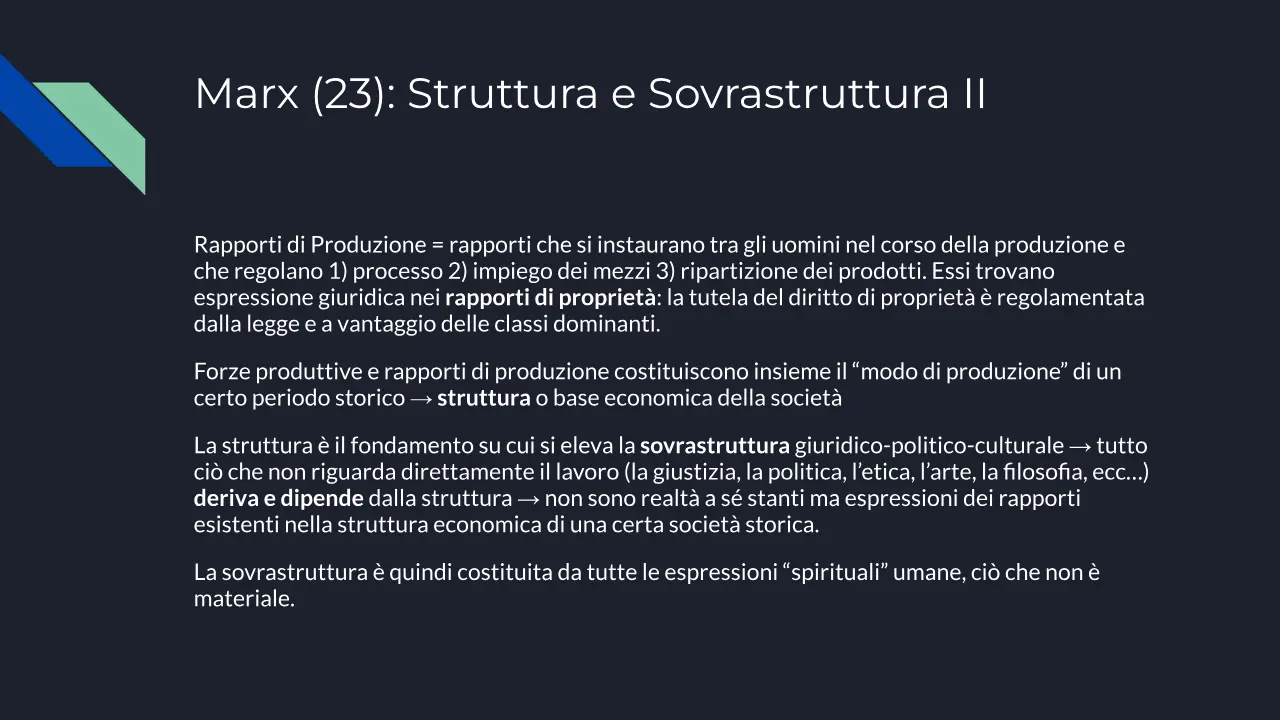 Marx (23): Struttura e Sovrastruttura II
Rapporti di Produzione = rapporti che si instaurano tra gli uomini nel corso della produzione e
che regolano 1) processo 2) impiego dei mezzi 3) ripartizione dei prodotti. Essi trovano
espressione giuridica nei rapporti di proprietà: la tutela del diritto di proprietà è regolamentata
dalla legge e a vantaggio delle classi dominanti.
Forze produttive e rapporti di produzione costituiscono insieme il “modo di produzione” di un
certo periodo storico → struttura o base economica della società
La struttura è il fondamento su cui si eleva la sovrastruttura giuridico-politico-culturale → tutto
ciò che non riguarda direttamente il lavoro (la giustizia, la politica, l’etica, l’arte, la filosofia, ecc…)
deriva e dipende dalla struttura → non sono realtà a sé stanti ma espressioni dei rapporti
esistenti nella struttura economica di una certa società storica.
La sovrastruttura è quindi costituita da tutte le espressioni “spirituali” umane, ciò che non è
materiale.